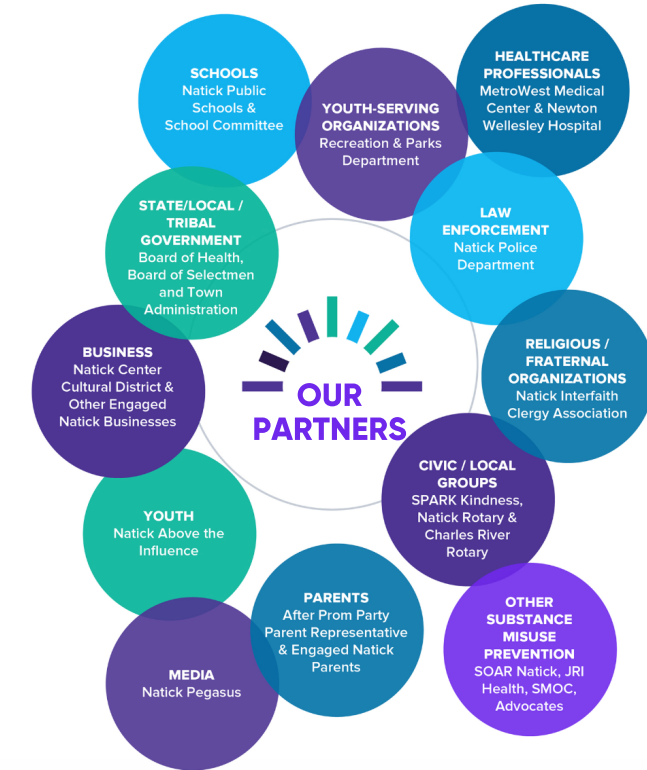 SCHOOLS
Natick Public
Schools &
School Committee
YOUTH-SERVING
ORGANIZATIONS
Recreation & Parks
Department
HEALTHCARE
PROFESSIONALS
MetroWest Medical
Center & Newton
Wellesley Hospital
STATE/LOCAL /
TRIBAL
GOVERNMENT
Board of Health,
Board of Selectmen
and Town
Administration
LAW
ENFORCEMENT
Natick Police
Department
BUSINESS
Natick Center
Cultural District &
Other Engaged
Natick Businesses
OUR
PARTNERS
RELIGIOUS /
FRATERNAL
ORGANIZATIONS
Natick Interfaith
Clergy Association
YOUTH
Natick Above the
Influence
CIVIC / LOCAL
GROUPS
SPARK Kindness,
Natick Rotary &
Charles River
Rotary
MEDIA
Natick Pegasus
PARENTS
After Prom Party
Parent Representative
& Engaged Natick
Parents
OTHER
SUBSTANCE
MISUSE
PREVENTION
SOAR Natick, JRI
Health, SMOC,
Advocates